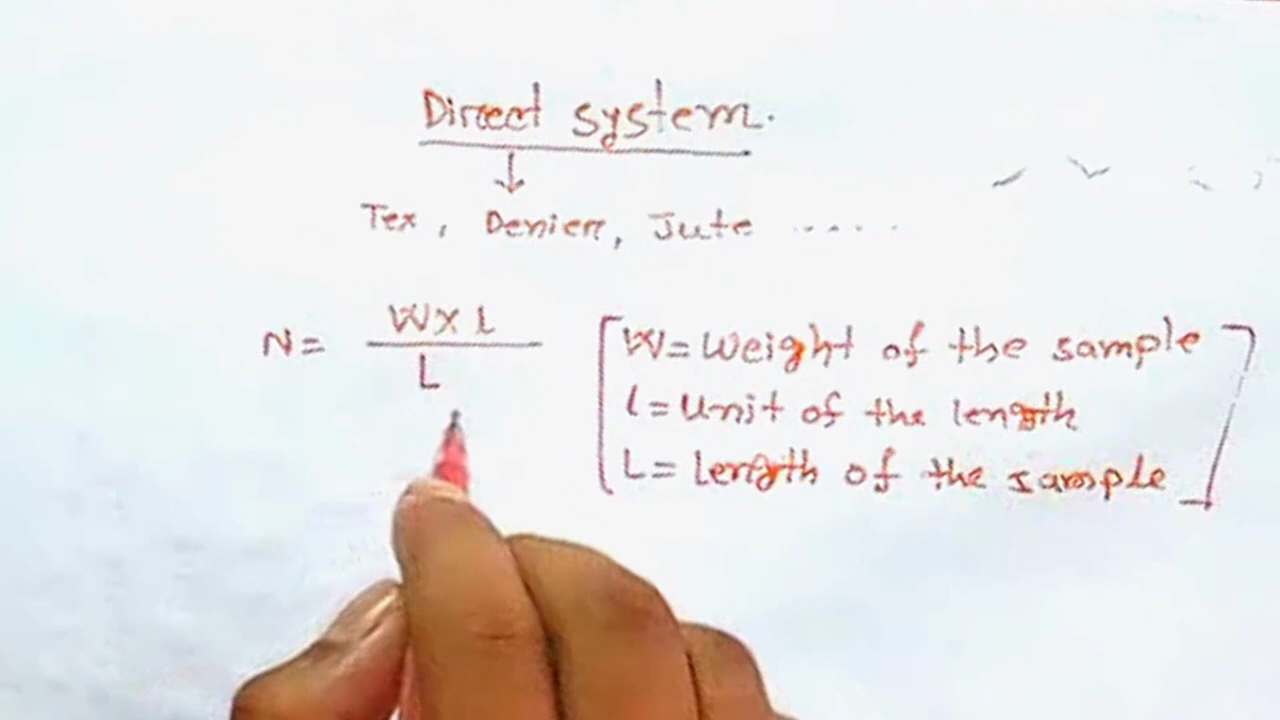 Direct system.
↓
Tex, Denier, Jute .....
N = W x l / L
[W = Weight of the sample
l = Unit of the length
L = Length of the sample]